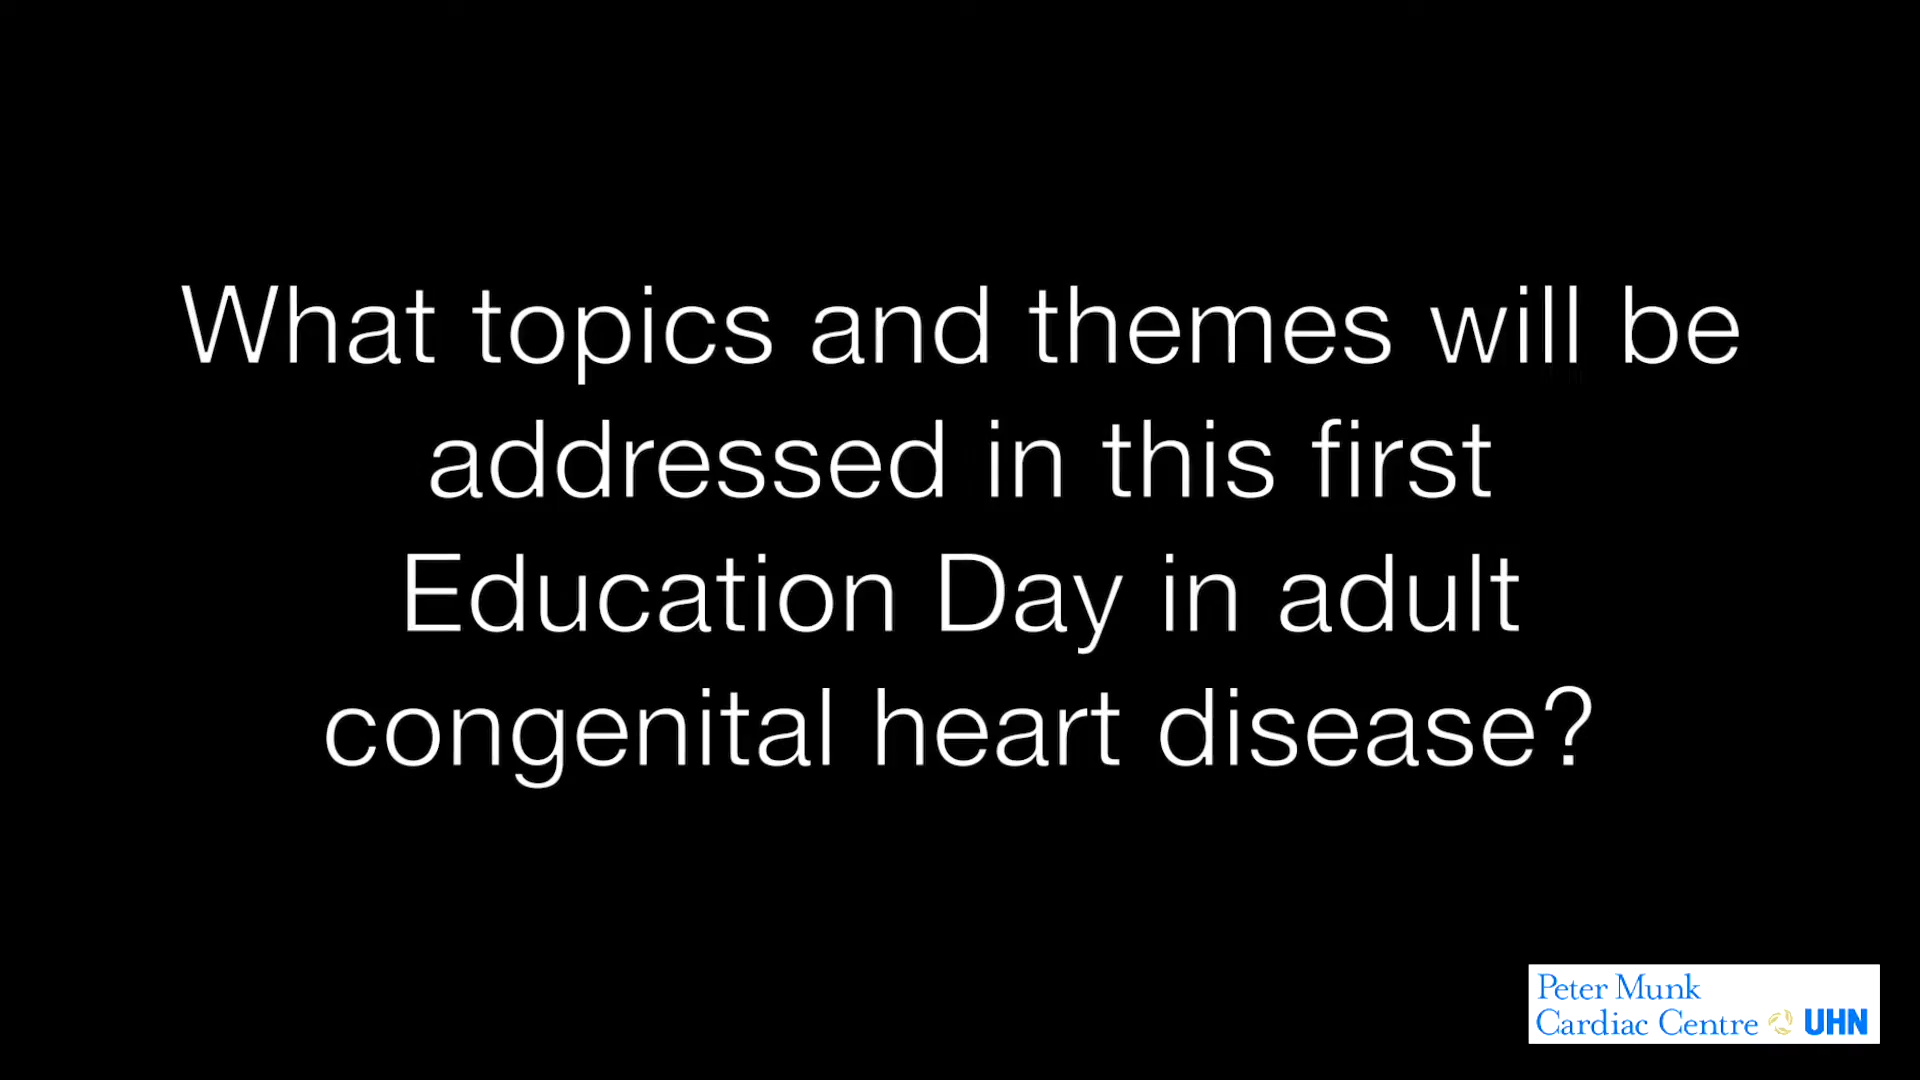 What topics and themes will be
addressed in this first
Education Day in adult
congenital heart disease?
Peter Munk
Cardiac Centre UHN